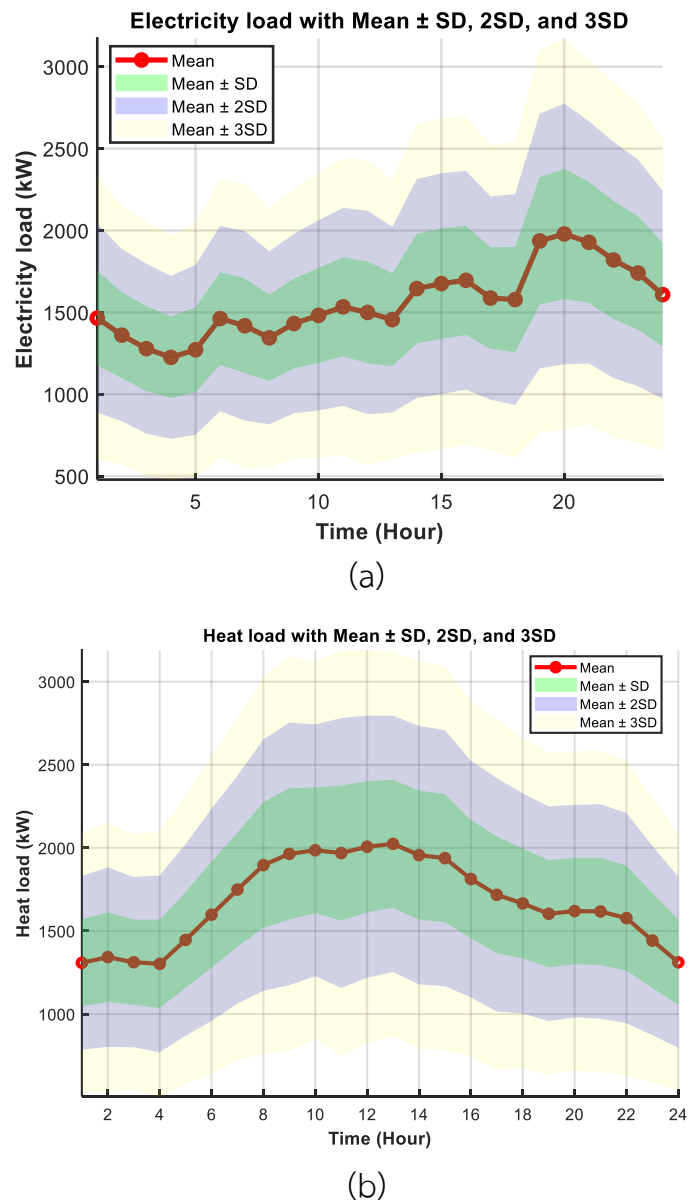 Electricity load with Mean ± SD, 2SD, and 3SD
Mean
Mean ± SD
Mean ± 2SD
Mean ± 3SD
Electricity load (kW)
3000
2500
2000
1500
1000
500
5
10
15
20
Time (Hour)
(a)
Heat load with Mean ± SD, 2SD, and 3SD
Mean
Mean ± SD
Mean ± 2SD
Mean ± 3SD
Heat load (kW)
3000
2500
2000
1500
1000
2
4
6
8
10
12
14
16
18
20
22
24
Time (Hour)
(b)